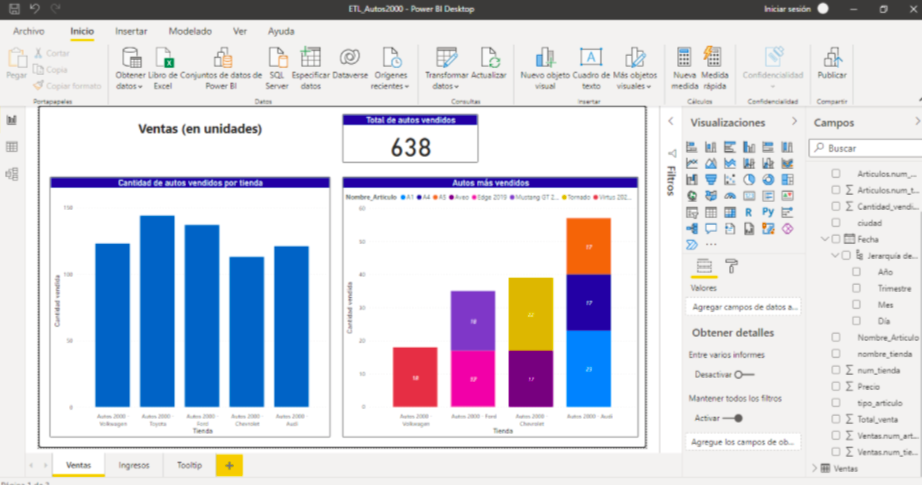 ETL_Autos2000 - Power BI Desktop
Iniciar sesión
Archivo Inicio Insertar Modelado Ver Ayuda
Pegar
Cortar
Copia
Copiar formato
Obtener datos
Libro de Excel
Conjuntos de datos de Power BI
SQL Server
Especificar datos
Dataverse
Orígenes recientes
Transformar datos
Actualizar
Nuevo objeto visual
Cuadro de texto
Más objetos visuales
Nueva medida
Medida rápida
Confidencialidad
Publicar
Portapapeles Datos Consultas Insertar Cálculos Confidencialidad Compartir
Ventas (en unidades)
Total de autos vendidos
638
Cantidad de autos vendidos por tienda
Cantidad vendida
150
100
50
0
Autos 2000 - Volkwagen
Autos 2000 - Toyota
Autos 2000 - Ford
Autos 2000 - Chevrolet
Autos 2000 - Audi
Tienda
Autos más vendidos
Nombre_Articulo A1 A4 A5 Aveo Edge 2010 Mustang GT 2... Tornado Virtus 202...
Cantidad vendida
60
50
40
30
20
10
0
18
18
17
22
17
17
17
23
Autos 2000 - Volkwagen
Autos 2000 - Ford
Autos 2000 - Chevrolet
Autos 2000 - Audi
Tienda
Filtros
Visualizaciones
Valores
Agregar campos de datos a...
Obtener detalles
Entre varios informes
Desactivar
Mantener todos los filtros
Activar
Agregue los campos de ob...
Campos
Buscar
Articulos.num_...
Articulos.num_t...
Cantidad_vendi...
ciudad
Fecha
Jerarquía de...
Año
Trimestre
Mes
Día
Nombre_Articulo
nombre_tienda
num_tienda
Precio
tipo_articulo
Total_venta
Ventas.num_art...
Ventas.num_tie...
Ventas
Ventas Ingresos Tooltip +